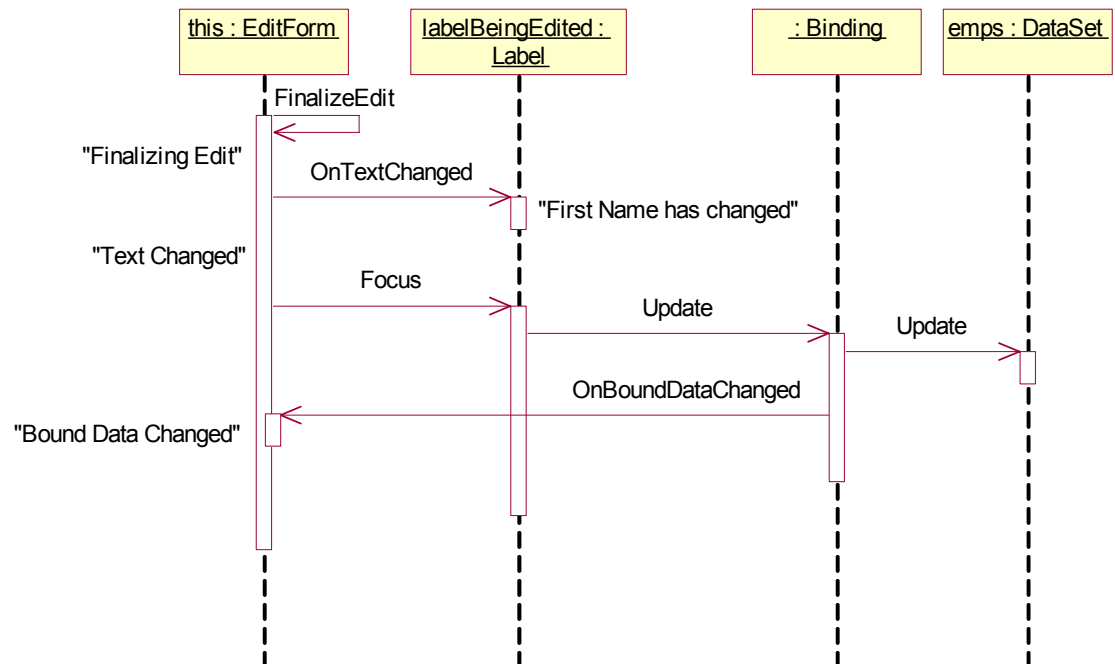 this : EditForm
labelBeingEdited :
Label
: Binding
emps : DataSet
FinalizeEdit
"Finalizing Edit"
OnTextChanged
"First Name has changed"
"Text Changed"
Focus
Update
Update
OnBoundDataChanged
"Bound Data Changed"